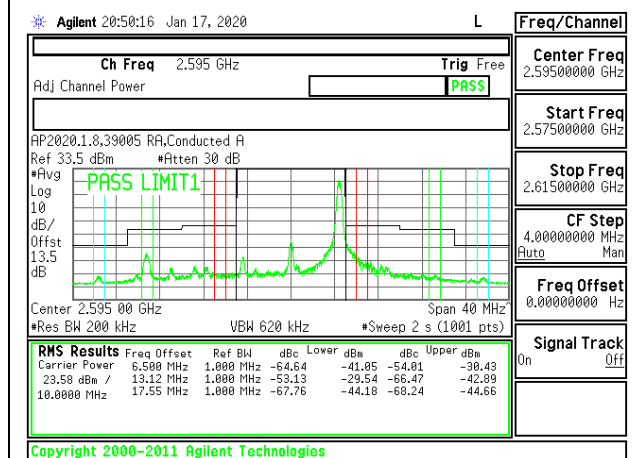 Agilent 20:50:16 Jan 17, 2020 L Freq/Channel
Ch Freq 2.595 GHz Trig Free
Adj Channel Power PASS
Center Freq
2.59500000 GHz
Start Freq
2.57500000 GHz
AP2020.1.8,39005 RA,Conducted A
Ref 33.5 dBm #Atten 30 dB
#Avg
Log
10
dB/
Offst
13.5
dB
PASS LIMIT1
Stop Freq
2.61500000 GHz
CF Step
4.00000000 MHz
Auto Man
Freq Offset
0.00000000 Hz
Center 2.595 00 GHz Span 40 MHz^
#Res BW 200 kHz VBW 620 kHz #Sweep 2 s (1001 pts)
Signal Track
On Off
RMS Results Freq Offset Ref BW dBc Lower dBm dBc Upper dBm
Carrier Power 6.500 MHz 1.000 MHz -64.64 -41.05 -54.01 -30.43
23.58 dBm / 13.12 MHz 1.000 MHz -53.13 -29.54 -66.47 -42.89
10.0000 MHz 17.55 MHz 1.000 MHz -67.76 -44.18 -68.24 -44.66
Copyright 2000-2011 Agilent Technologies